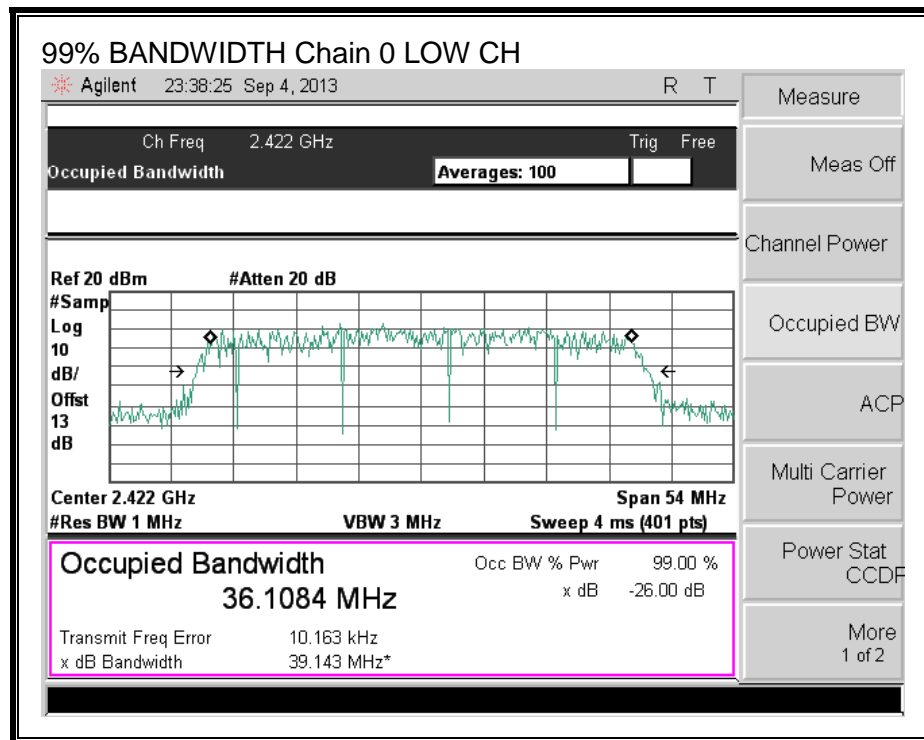 99% BANDWIDTH Chain 0 LOW CH
Agilent 23:38:25 Sep 4, 2013 R T
Measure
Ch Freq 2.422 GHz Trig Free
Occupied Bandwidth Averages: 100
Meas Off
Channel Power
Occupied BW
ACP
Multi Carrier
Power
Power Stat
CCDF
More
1 of 2
Ref 20 dBm #Atten 20 dB
#Samp
Log
10
dB/
Offst
13
dB
Center 2.422 GHz Span 54 MHz
#Res BW 1 MHz VBW 3 MHz Sweep 4 ms (401 pts)
Occupied Bandwidth Occ BW % Pwr 99.00 %
36.1084 MHz x dB -26.00 dB
Transmit Freq Error 10.163 kHz
x dB Bandwidth 39.143 MHz*